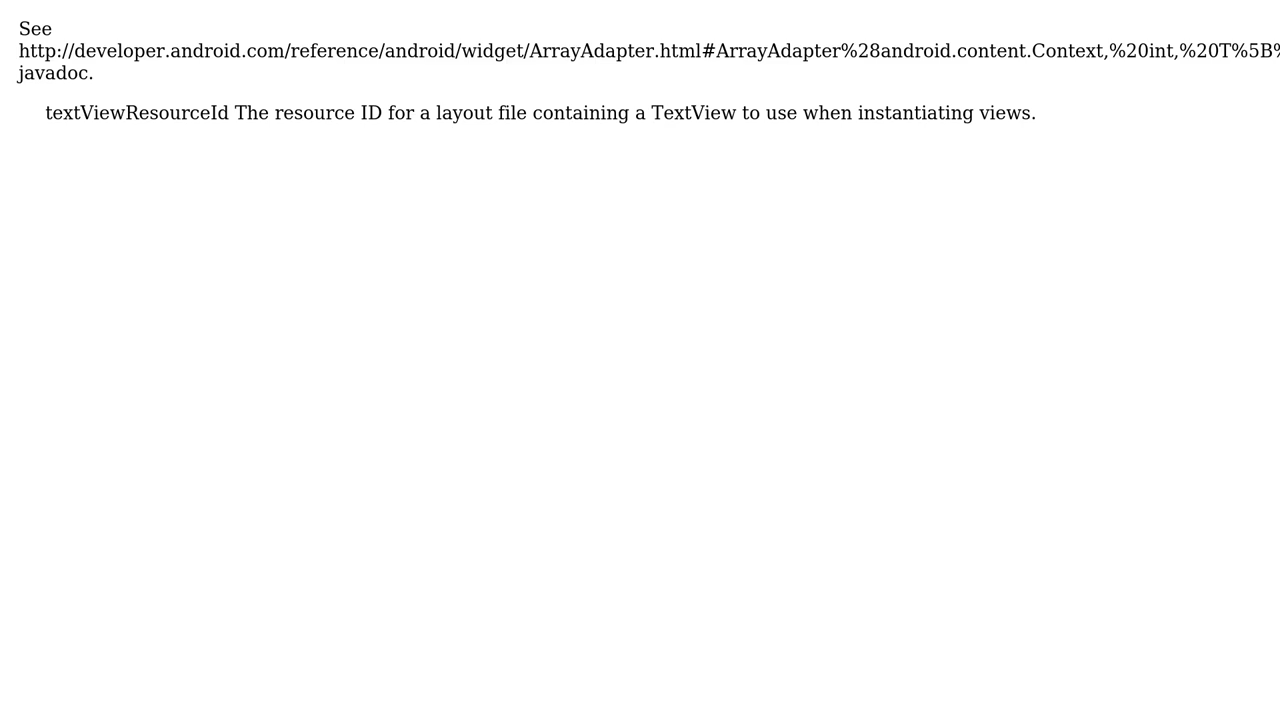 See
http://developer.android.com/reference/android/widget/ArrayAdapter.html#ArrayAdapter%28android.content.Context,%20int,%20T%5B%
javadoc.
textViewResourceId The resource ID for a layout file containing a TextView to use when instantiating views.